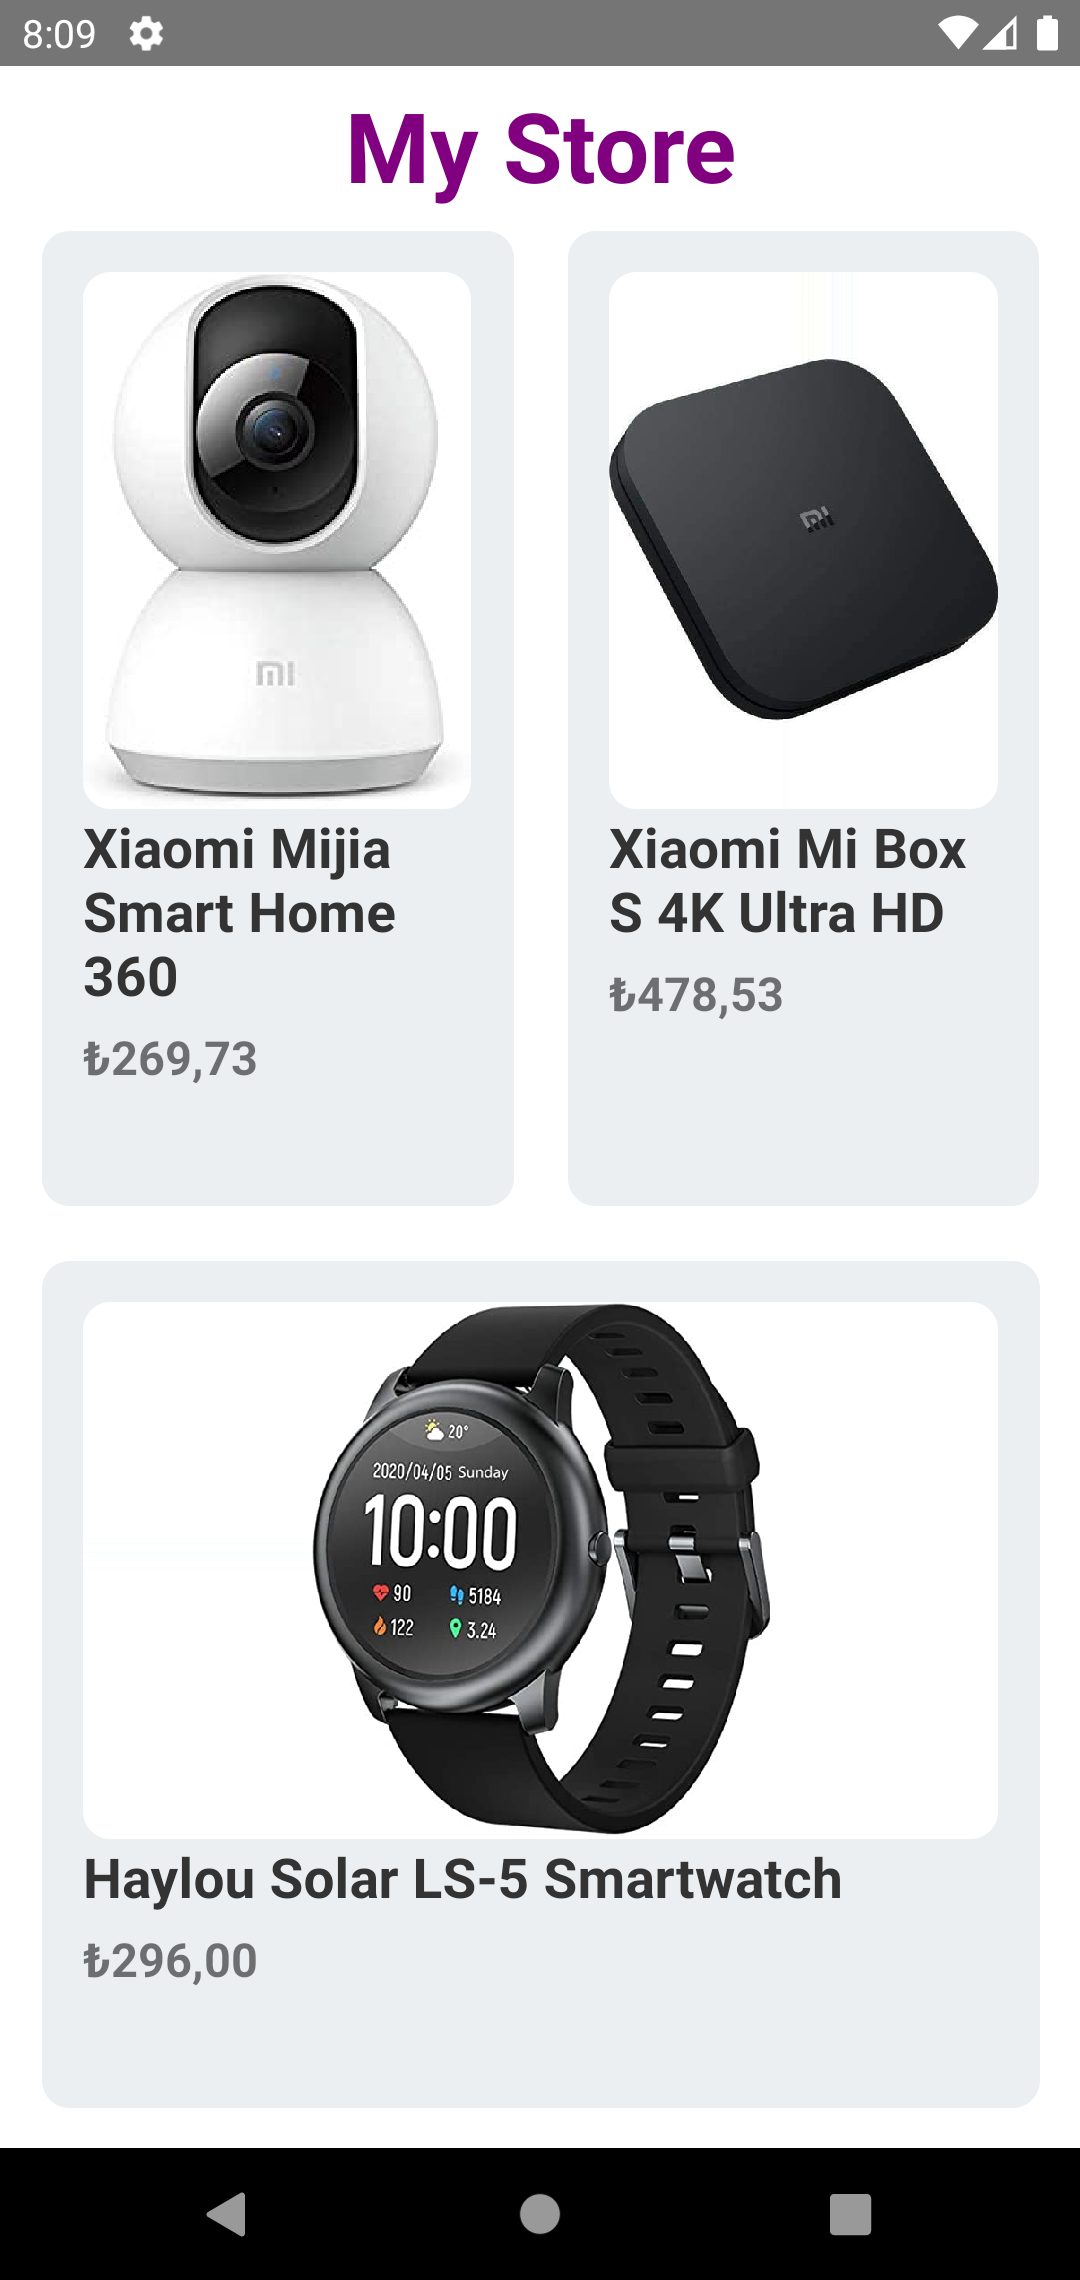 8:09
My Store
mi
mi
Xiaomi Mijia
Smart Home
360
₺269,73
Xiaomi Mi Box
S 4K Ultra HD
₺478,53
20°
2020/04/05 Sunday
10:00
90 5184
122 3.24
Haylou Solar LS-5 Smartwatch
₺296,00